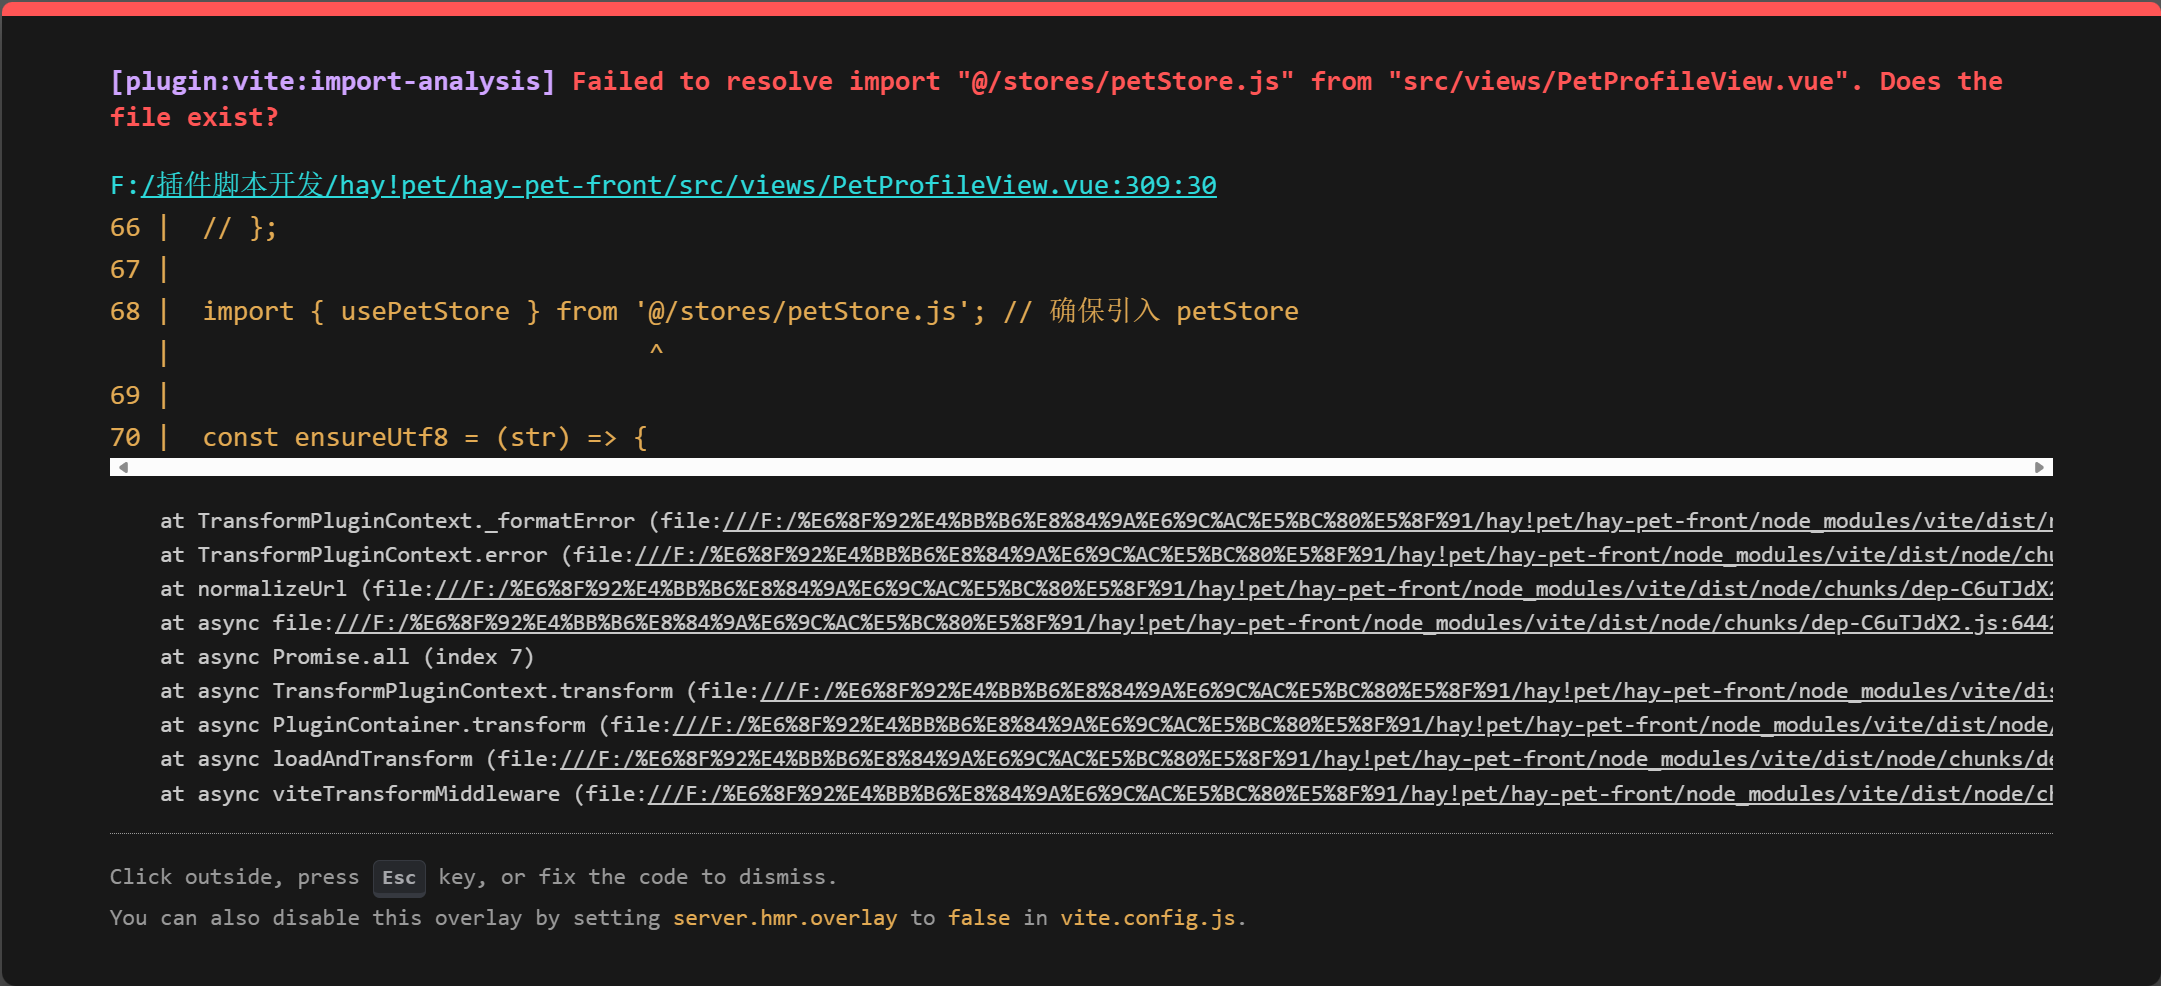 [plugin:vite:import-analysis] Failed to resolve import "@/stores/petStore.js" from "src/views/PetProfileView.vue". Does the
file exist?
F:/插件脚本开发/hay!pet/hay-pet-front/src/views/PetProfileView.vue:309:30
66 |  // };
67 |
68 |  import { usePetStore } from '@/stores/petStore.js'; // 确保引入 petStore
   |                               ^
69 |
70 |  const ensureUtf8 = (str) => {
at TransformPluginContext._formatError (file:///F:/%E6%8F%92%E4%BB%B6%E8%84%9A%E6%9C%AC%E5%BC%80%E5%8F%91/hay!pet/hay-pet-front/node_modules/vite/dist/
at TransformPluginContext.error (file:///F:/%E6%8F%92%E4%BB%B6%E8%84%9A%E6%9C%AC%E5%BC%80%E5%8F%91/hay!pet/hay-pet-front/node_modules/vite/dist/node/chu
at normalizeUrl (file:///F:/%E6%8F%92%E4%BB%B6%E8%84%9A%E6%9C%AC%E5%BC%80%E5%8F%91/hay!pet/hay-pet-front/node_modules/vite/dist/node/chunks/dep-C6uTJdX2
at async file:///F:/%E6%8F%92%E4%BB%B6%E8%84%9A%E6%9C%AC%E5%BC%80%E5%8F%91/hay!pet/hay-pet-front/node_modules/vite/dist/node/chunks/dep-C6uTJdX2.js:6442
at async Promise.all (index 7)
at async TransformPluginContext.transform (file:///F:/%E6%8F%92%E4%BB%B6%E8%84%9A%E6%9C%AC%E5%BC%80%E5%8F%91/hay!pet/hay-pet-front/node_modules/vite/dis
at async PluginContainer.transform (file:///F:/%E6%8F%92%E4%BB%B6%E8%84%9A%E6%9C%AC%E5%BC%80%E5%8F%91/hay!pet/hay-pet-front/node_modules/vite/dist/node/
at async loadAndTransform (file:///F:/%E6%8F%92%E4%BB%B6%E8%84%9A%E6%9C%AC%E5%BC%80%E5%8F%91/hay!pet/hay-pet-front/node_modules/vite/dist/node/chunks/de
at async viteTransformMiddleware (file:///F:/%E6%8F%92%E4%BB%B6%E8%84%9A%E6%9C%AC%E5%BC%80%E5%8F%91/hay!pet/hay-pet-front/node_modules/vite/dist/node/ch
Click outside, press Esc key, or fix the code to dismiss.
You can also disable this overlay by setting server.hmr.overlay to false in vite.config.js.